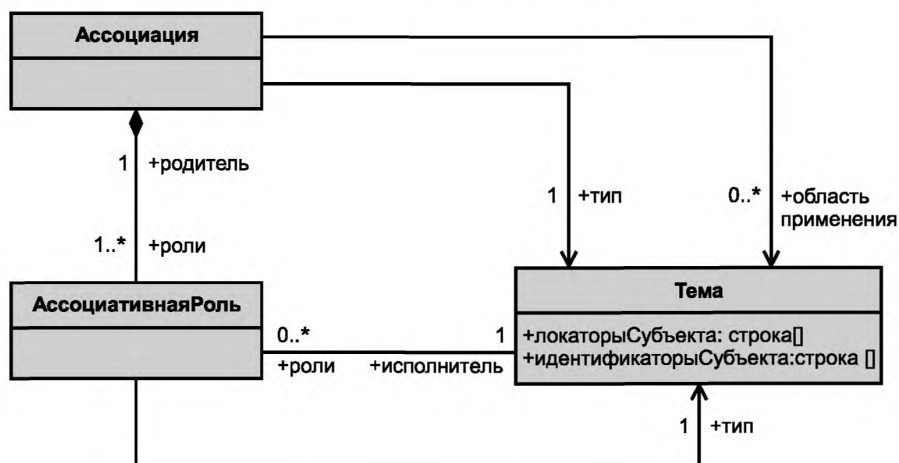 Ассоциация
1 +родитель
1 +тип
0..* +область
применения
1..* +роли
АссоциативнаяРоль
Тема
0..* 1
+роли +исполнитель
+локаторыСубъекта: строка[]
+идентификаторыСубъекта:строка []
1 +тип